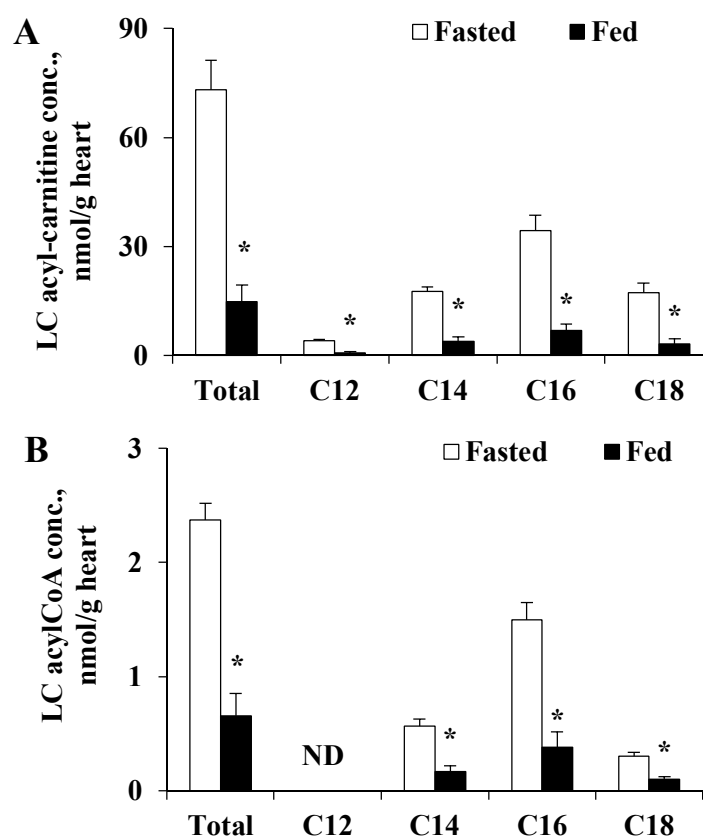 A
90
Fasted
Fed
LC acyl-carnitine conc.,
nmol/g heart
60
30
0
*
*
*
*
*
Total
C12
C14
C16
C18
B
3
Fasted
Fed
LC acylCoA conc.,
nmol/g heart
2
1
0
*
ND
*
*
*
Total
C12
C14
C16
C18